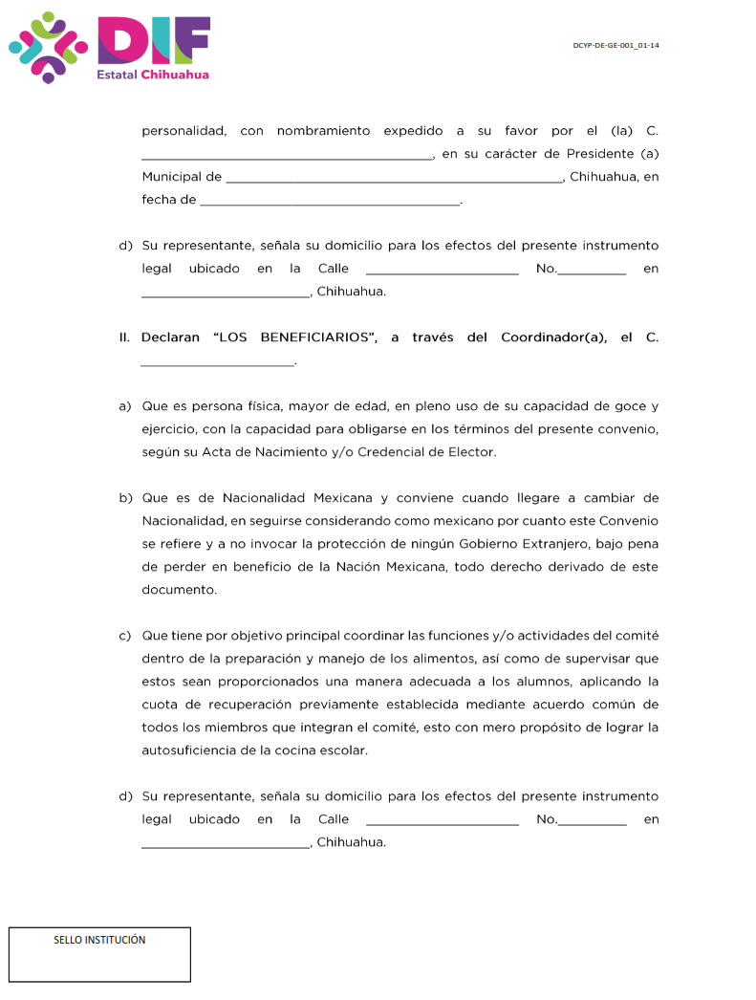 DIF
Estatal Chihuahua
DCYP-DE-GE-001_01-14
personalidad, con nombramiento expedido a su favor por el (la) C.
______________________________________, en su carácter de Presidente (a)
Municipal de ____________________________________________, Chihuahua, en
fecha de __________________________________.
d) Su representante, señala su domicilio para los efectos del presente instrumento
legal ubicado en la Calle ____________________ No._________ en
______________________, Chihuahua.
II. Declaran “LOS BENEFICIARIOS”, a través del Coordinador(a), el C.
____________________.
a) Que es persona física, mayor de edad, en pleno uso de su capacidad de goce y
ejercicio, con la capacidad para obligarse en los términos del presente convenio,
según su Acta de Nacimiento y/o Credencial de Elector.
b) Que es de Nacionalidad Mexicana y conviene cuando llegare a cambiar de
Nacionalidad, en seguirse considerando como mexicano por cuanto este Convenio
se refiere y a no invocar la protección de ningún Gobierno Extranjero, bajo pena
de perder en beneficio de la Nación Mexicana, todo derecho derivado de este
documento.
c) Que tiene por objetivo principal coordinar las funciones y/o actividades del comité
dentro de la preparación y manejo de los alimentos, así como de supervisar que
estos sean proporcionados una manera adecuada a los alumnos, aplicando la
cuota de recuperación previamente establecida mediante acuerdo común de
todos los miembros que integran el comité, esto con mero propósito de lograr la
autosuficiencia de la cocina escolar.
d) Su representante, señala su domicilio para los efectos del presente instrumento
legal ubicado en la Calle ____________________ No._________ en
______________________, Chihuahua.
SELLO INSTITUCIÓN